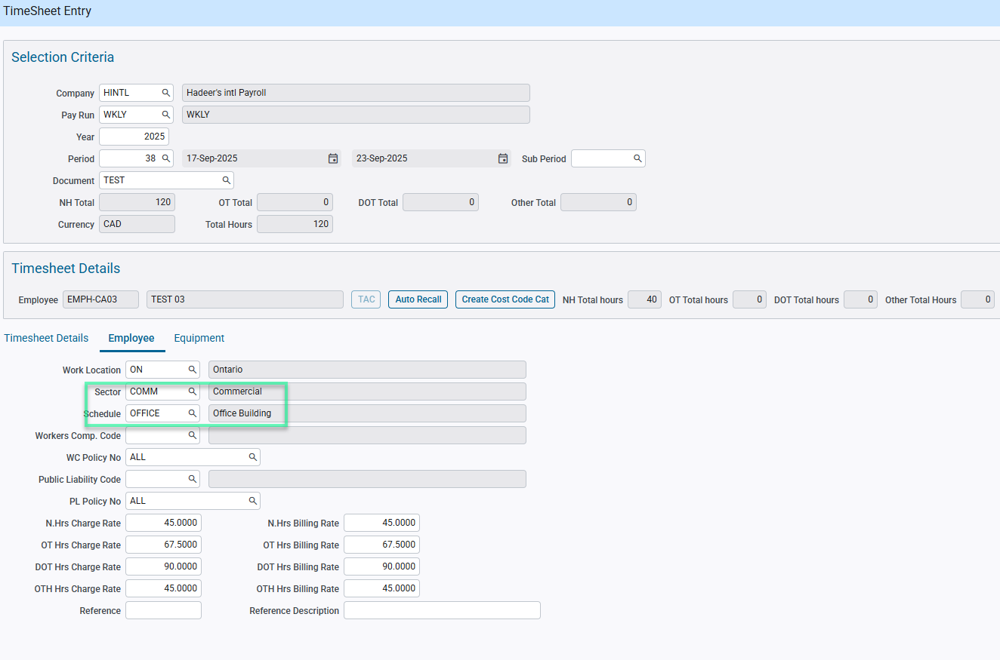 TimeSheet Entry
Selection Criteria
Company HINTL Hadeer's intl Payroll
Pay Run WKLY WKLY
Year 2025
Period 38 17-Sep-2025 23-Sep-2025 Sub Period
Document TEST
NH Total 120 OT Total 0 DOT Total 0 Other Total 0
Currency CAD Total Hours 120
Timesheet Details
Employee EMPH-CA03 TEST 03 TAC Auto Recall Create Cost Code Cat NH Total hours 40 OT Total hours 0 DOT Total hours 0 Other Total Hours 0
Timesheet Details Employee Equipment
Work Location ON Ontario
Sector COMM Commercial
Schedule OFFICE Office Building
Workers Comp. Code
WC Policy No ALL
Public Liability Code
PL Policy No ALL
N.Hrs Charge Rate 45.0000 N.Hrs Billing Rate 45.0000
OT Hrs Charge Rate 67.5000 OT Hrs Billing Rate 67.5000
DOT Hrs Charge Rate 90.0000 DOT Hrs Billing Rate 90.0000
OTH Hrs Charge Rate 45.0000 OTH Hrs Billing Rate 45.0000
Reference Reference Description